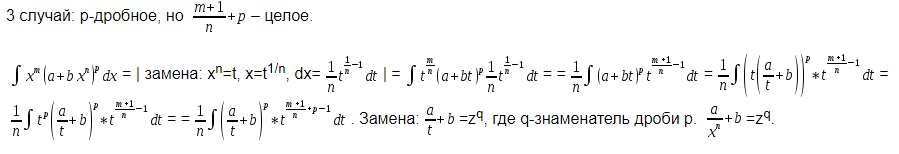 3 случай: р-дробное, но (m+1)/n + p – целое.
∫ x^m (a+b x^n)^p dx = | замена: x^n=t, x=t^(1/n), dx= 1/n t^(1/n −1) dt | = ∫ t^(m/n) (a+bt)^p 1/n t^(1/n −1) dt = = 1/n ∫ (a+bt)^p t^((m+1)/n −1) dt = 1/n ∫ (t(a/t +b))^p * t^((m+1)/n −1) dt =
1/n ∫ t^p (a/t +b)^p * t^((m+1)/n −1) dt = = 1/n ∫ (a/t +b)^p * t^((m+1)/n +p−1) dt . Замена: a/t +b =z^q, где q-знаменатель дроби р. a/x^n +b =z^q.